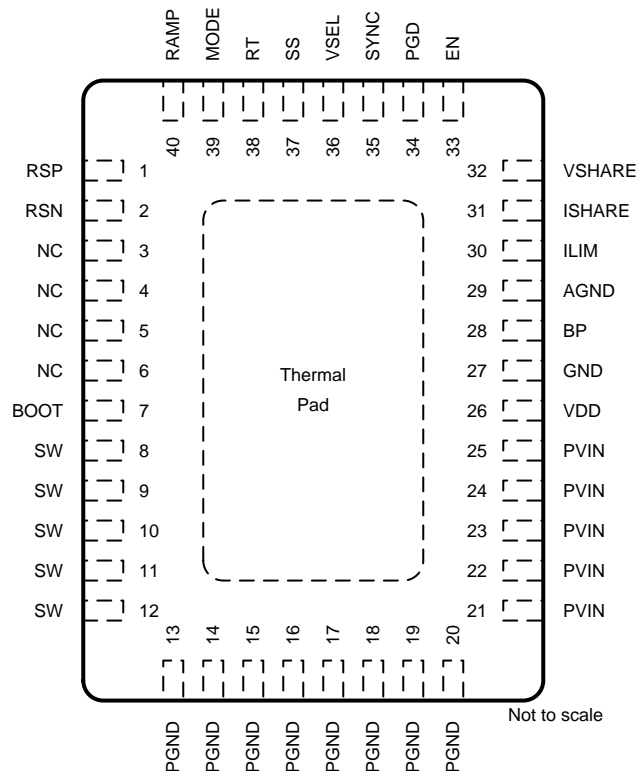 RAMP
MODE
RT
SS
VSEL
SYNC
PGD
EN
40
39
38
37
36
35
34
33
RSP 1
32 VSHARE
RSN 2
31 ISHARE
NC 3
30 ILIM
NC 4
29 AGND
NC 5
28 BP
NC 6
27 GND
BOOT 7
26 VDD
SW 8
25 PVIN
SW 9
24 PVIN
SW 10
23 PVIN
SW 11
22 PVIN
SW 12
21 PVIN
Thermal
Pad
13
14
15
16
17
18
19
20
PGND
PGND
PGND
PGND
PGND
PGND
PGND
PGND
Not to scale